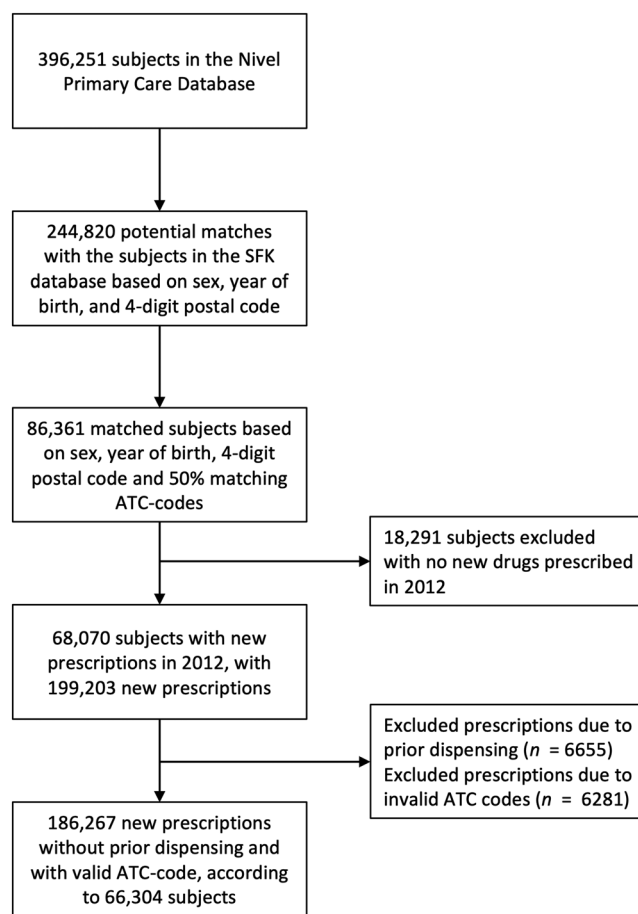 396,251 subjects in the Nivel
Primary Care Database
244,820 potential matches
with the subjects in the SFK
database based on sex, year of
birth, and 4-digit postal code
86,361 matched subjects based
on sex, year of birth, 4-digit
postal code and 50% matching
ATC-codes
18,291 subjects excluded
with no new drugs prescribed
in 2012
68,070 subjects with new
prescriptions in 2012, with
199,203 new prescriptions
Excluded prescriptions due to
prior dispensing (n = 6655)
Excluded prescriptions due to
invalid ATC codes (n = 6281)
186,267 new prescriptions
without prior dispensing and
with valid ATC-code, according
to 66,304 subjects